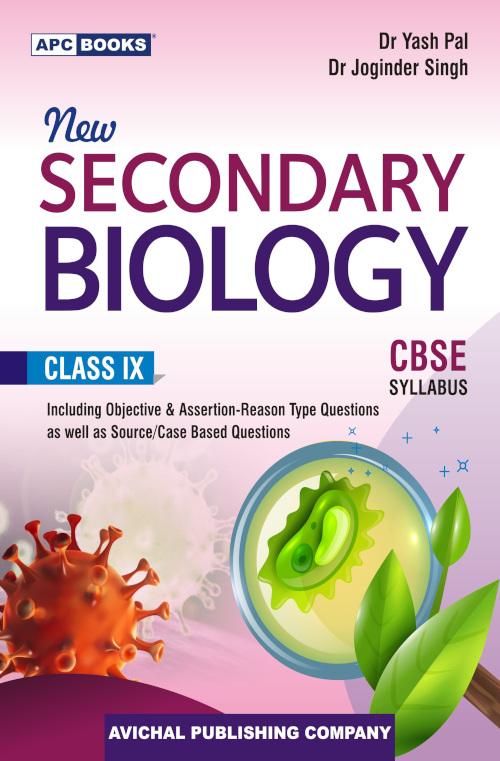 APC BOOKS®
Dr Yash Pal
Dr Joginder Singh
New
SECONDARY
BIOLOGY
CBSE
SYLLABUS
CLASS IX
Including Objective & Assertion-Reason Type Questions
as well as Source/Case Based Questions
AVICHAL PUBLISHING COMPANY